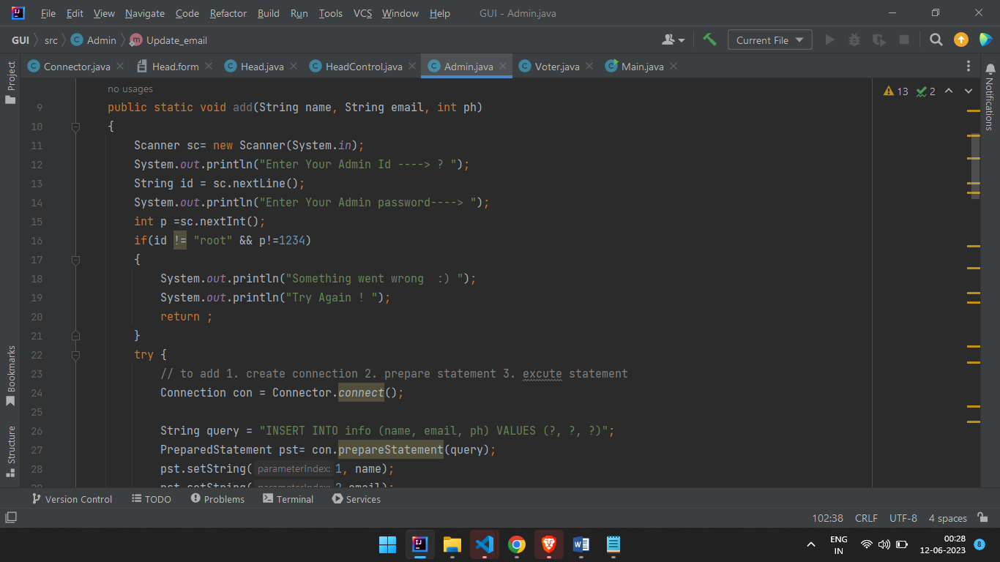 File Edit View Navigate Code Refactor Build Run Tools VCS Window Help GUI - Admin.java
GUI src Admin Update_email Current File
Connector.java Head.form Head.java HeadControl.java Admin.java Voter.java Main.java
Project
Bookmarks
Structure
Notifications
13 2
no usages
9 public static void add(String name, String email, int ph)
10 {
11 Scanner sc= new Scanner(System.in);
12 System.out.println("Enter Your Admin Id ----> ? ");
13 String id = sc.nextLine();
14 System.out.println("Enter Your Admin password----> ");
15 int p =sc.nextInt();
16 if(id != "root" && p!=1234)
17 {
18 System.out.println("Something went wrong  :) ");
19 System.out.println("Try Again ! ");
20 return ;
21 }
22 try {
23 // to add 1. create connection 2. prepare statement 3. excute statement
24 Connection con = Connector.connect();
25
26 String query = "INSERT INTO info (name, email, ph) VALUES (?, ?, ?)";
27 PreparedStatement pst= con.prepareStatement(query);
28 pst.setString( parameterIndex: 1, name);
29 pst.setString( parameterIndex: 2,email);
Version Control TODO Problems Terminal Services
102:38 CRLF UTF-8 4 spaces
ENG
IN
00:28
12-06-2023
8